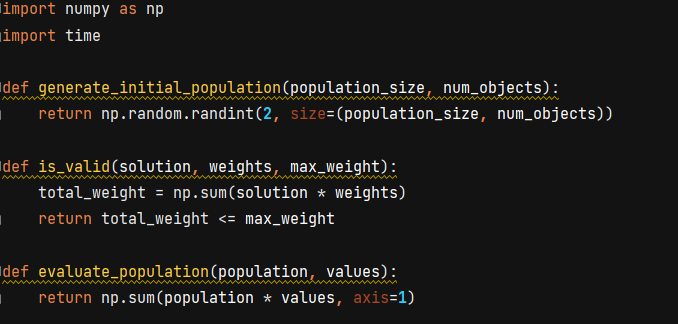 import numpy as np
import time
def generate_initial_population(population_size, num_objects):
    return np.random.randint(2, size=(population_size, num_objects))
def is_valid(solution, weights, max_weight):
    total_weight = np.sum(solution * weights)
    return total_weight <= max_weight
def evaluate_population(population, values):
    return np.sum(population * values, axis=1)